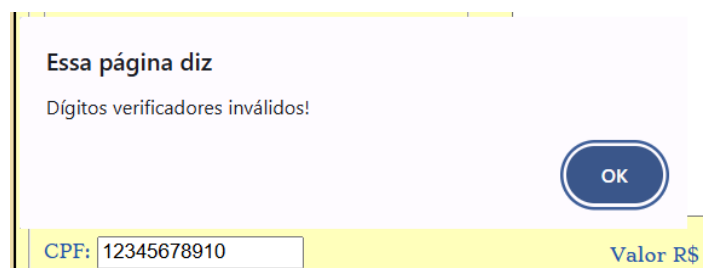 Essa página diz
Dígitos verificadores inválidos!
OK
CPF: 12345678910 Valor R$